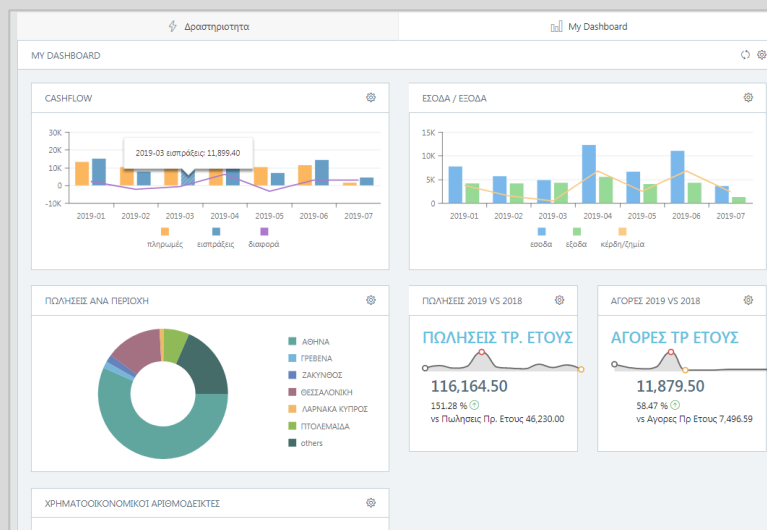 Δραστηριοτητα
My Dashboard
MY DASHBOARD
CASHFLOW
30K
20K
10K
0
-10K
2019-03 εισπράξεις: 11,899.40
2019-01 2019-02 2019-03 2019-04 2019-05 2019-06 2019-07
πληρωμές εισπράξεις διαφορά
ΕΣΟΔΑ / ΕΞΟΔΑ
15K
10K
5K
0
2019-01 2019-02 2019-03 2019-04 2019-05 2019-06 2019-07
εσοδα εξοδα κέρδη/ζημία
ΠΩΛΗΣΕΙΣ ΑΝΑ ΠΕΡΙΟΧΗ
ΑΘΗΝΑ
ΓΡΕΒΕΝΑ
ΖΑΚΥΝΘΟΣ
ΘΕΣΣΑΛΟΝΙΚΗ
ΛΑΡΝΑΚΑ ΚΥΠΡΟΣ
ΠΤΟΛΕΜΑΪΔΑ
others
ΠΩΛΗΣΕΙΣ 2019 VS 2018
ΠΩΛΗΣΕΙΣ ΤΡ. ΕΤΟΥΣ
116,164.50
151.28 %
vs Πωλησεις Πρ. Ετους 46,230.00
ΑΓΟΡΕΣ 2019 VS 2018
ΑΓΟΡΕΣ ΤΡ ΕΤΟΥΣ
11,879.50
58.47 %
vs Αγορες Πρ Ετους 7,496.59
ΧΡΗΜΑΤΟΟΙΚΟΝΟΜΙΚΟΊ ΑΡΙΘΜΟΔΕΊΚΤΕΣ